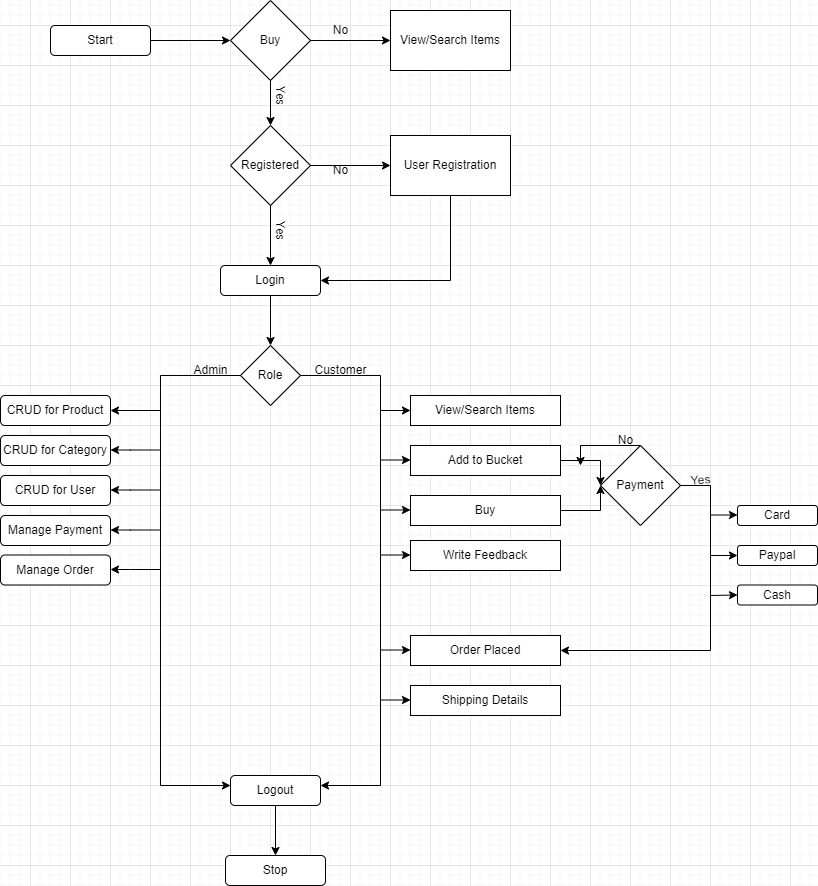 Start
Buy
No
View/Search Items
Yes
Registered
No
User Registration
Yes
Login
Admin
Role
Customer
CRUD for Product
View/Search Items
CRUD for Category
Add to Bucket
No
Payment
Yes
CRUD for User
Buy
Card
Manage Payment
Write Feedback
Paypal
Manage Order
Cash
Order Placed
Shipping Details
Logout
Stop